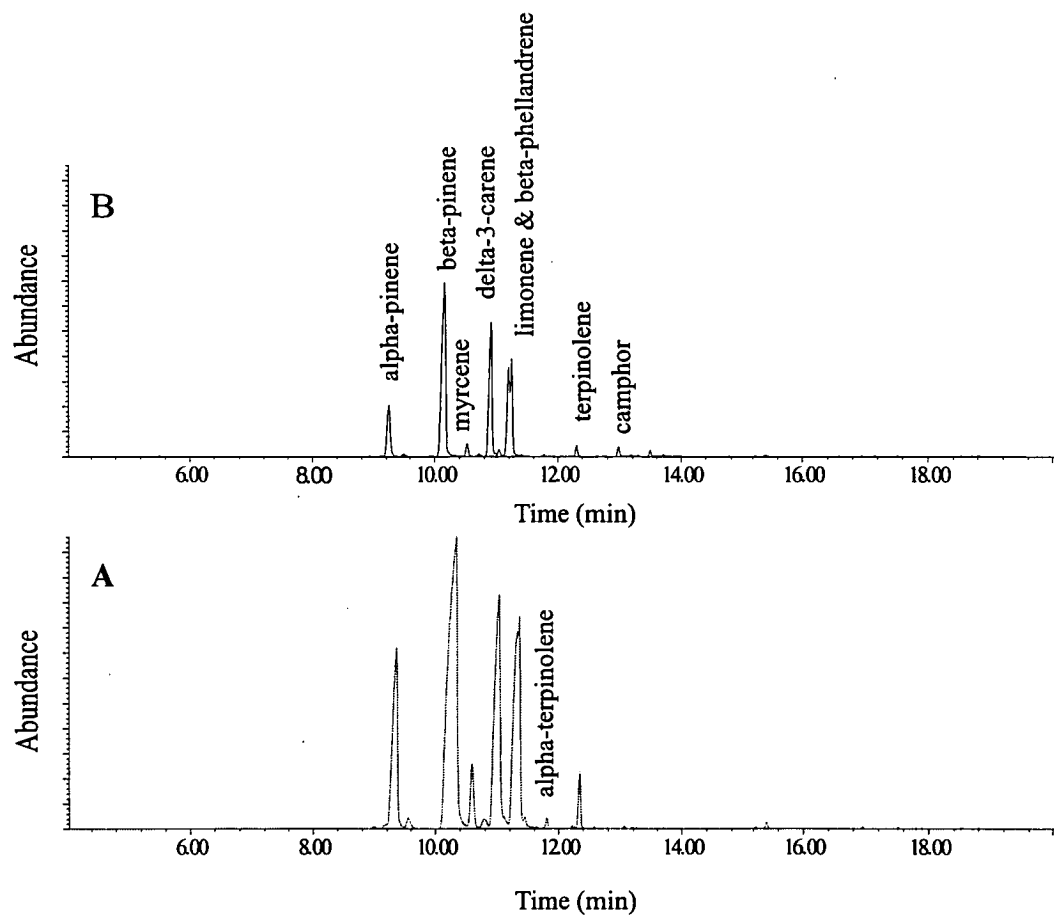 B
Abundance
alpha-pinene
beta-pinene
myrcene
delta-3-carene
limonene & beta-phellandrene
terpinolene
camphor
6.00 8.00 10.00 12.00 14.00 16.00 18.00
Time (min)
A
Abundance
alpha-terpinolene
6.00 8.00 10.00 12.00 14.00 16.00 18.00
Time (min)